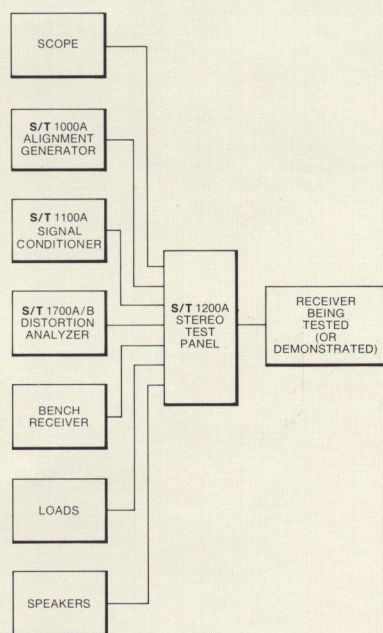 SCOPE
S/T 1000A
ALIGNMENT
GENERATOR
S/T 1100A
SIGNAL
CONDITIONER
S/T 1700A/B
DISTORTION
ANALYZER
BENCH
RECEIVER
LOADS
SPEAKERS
S/T 1200A
STEREO
TEST
PANEL
RECEIVER
BEING
TESTED
(OR
DEMONSTRATED)